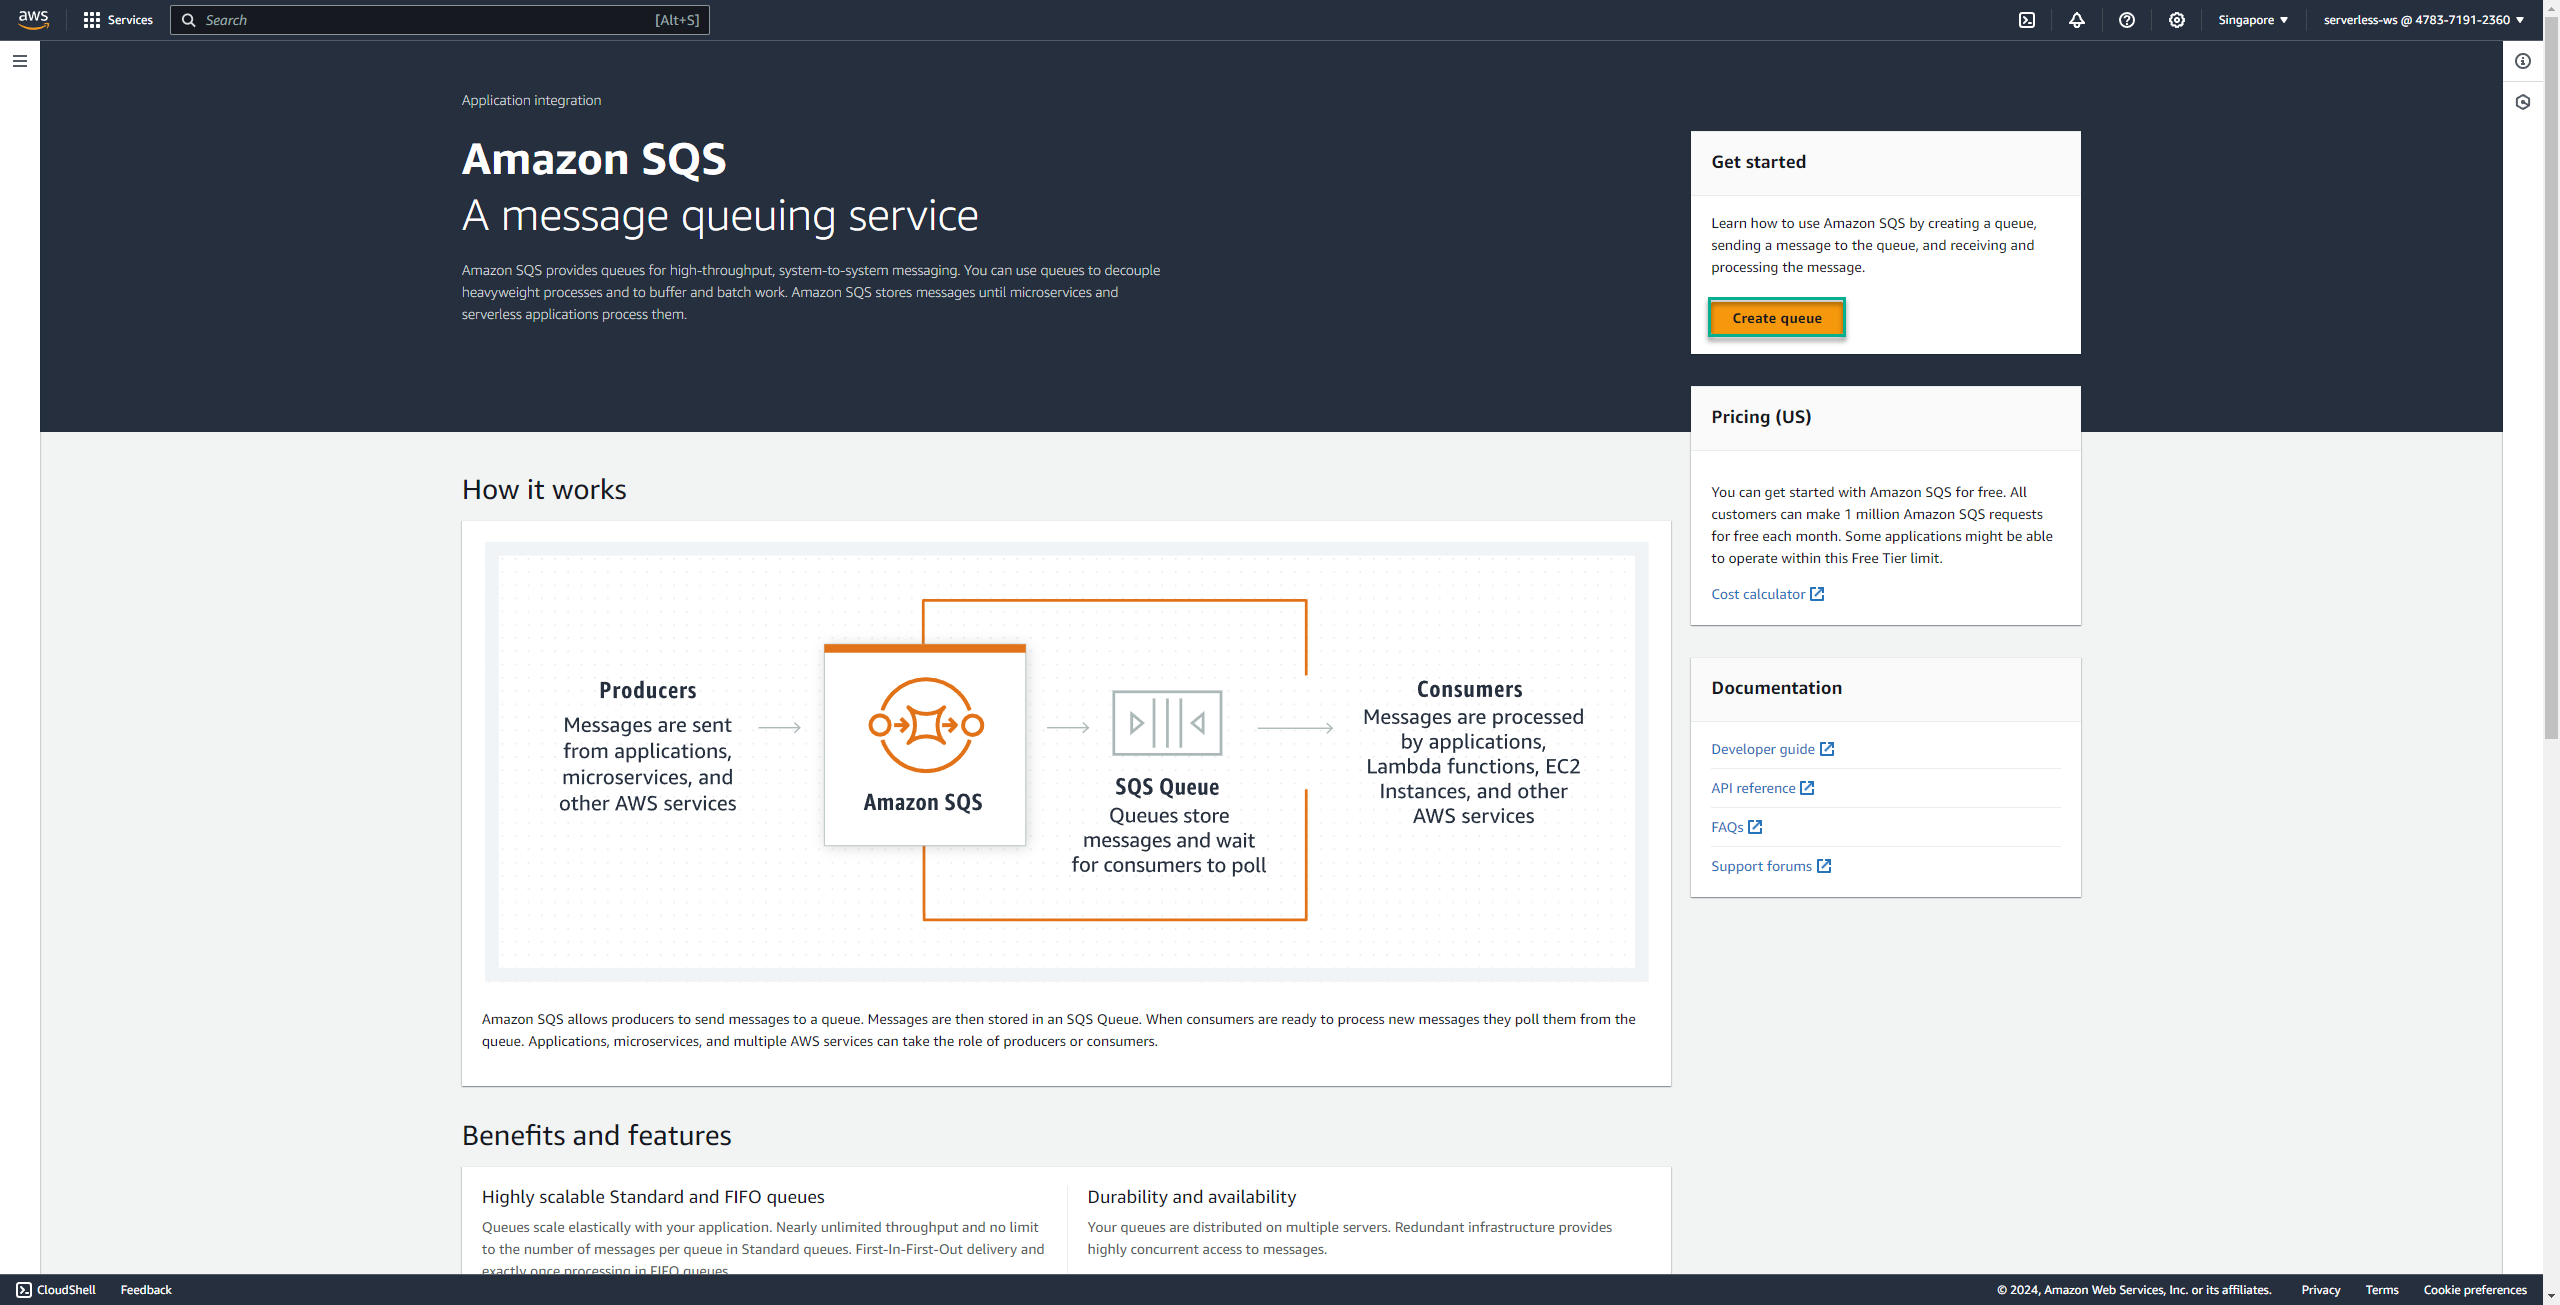 aws
Services
Search
[Alt+S]
Singapore ▼
serverless-ws @ 4783-7191-2360 ▼
Application integration
Amazon SQS
A message queuing service
Amazon SQS provides queues for high-throughput, system-to-system messaging. You can use queues to decouple
heavyweight processes and to buffer and batch work. Amazon SQS stores messages until microservices and
serverless applications process them.
Get started
Learn how to use Amazon SQS by creating a queue,
sending a message to the queue, and receiving and
processing the message.
Create queue
Pricing (US)
You can get started with Amazon SQS for free. All
customers can make 1 million Amazon SQS requests
for free each month. Some applications might be able
to operate within this Free Tier limit.
Cost calculator
Documentation
Developer guide
API reference
FAQs
Support forums
How it works
Producers
Messages are sent
from applications,
microservices, and
other AWS services
Amazon SQS
SQS Queue
Queues store
messages and wait
for consumers to poll
Consumers
Messages are processed
by applications,
Lambda functions, EC2
Instances, and other
AWS services
Amazon SQS allows producers to send messages to a queue. Messages are then stored in an SQS Queue. When consumers are ready to process new messages they poll them from the
queue. Applications, microservices, and multiple AWS services can take the role of producers or consumers.
Benefits and features
Highly scalable Standard and FIFO queues
Queues scale elastically with your application. Nearly unlimited throughput and no limit
to the number of messages per queue in Standard queues. First-In-First-Out delivery and
exactly once processing in FIFO queues.
Durability and availability
Your queues are distributed on multiple servers. Redundant infrastructure provides
highly concurrent access to messages.
CloudShell
Feedback
© 2024, Amazon Web Services, Inc. or its affiliates.
Privacy
Terms
Cookie preferences